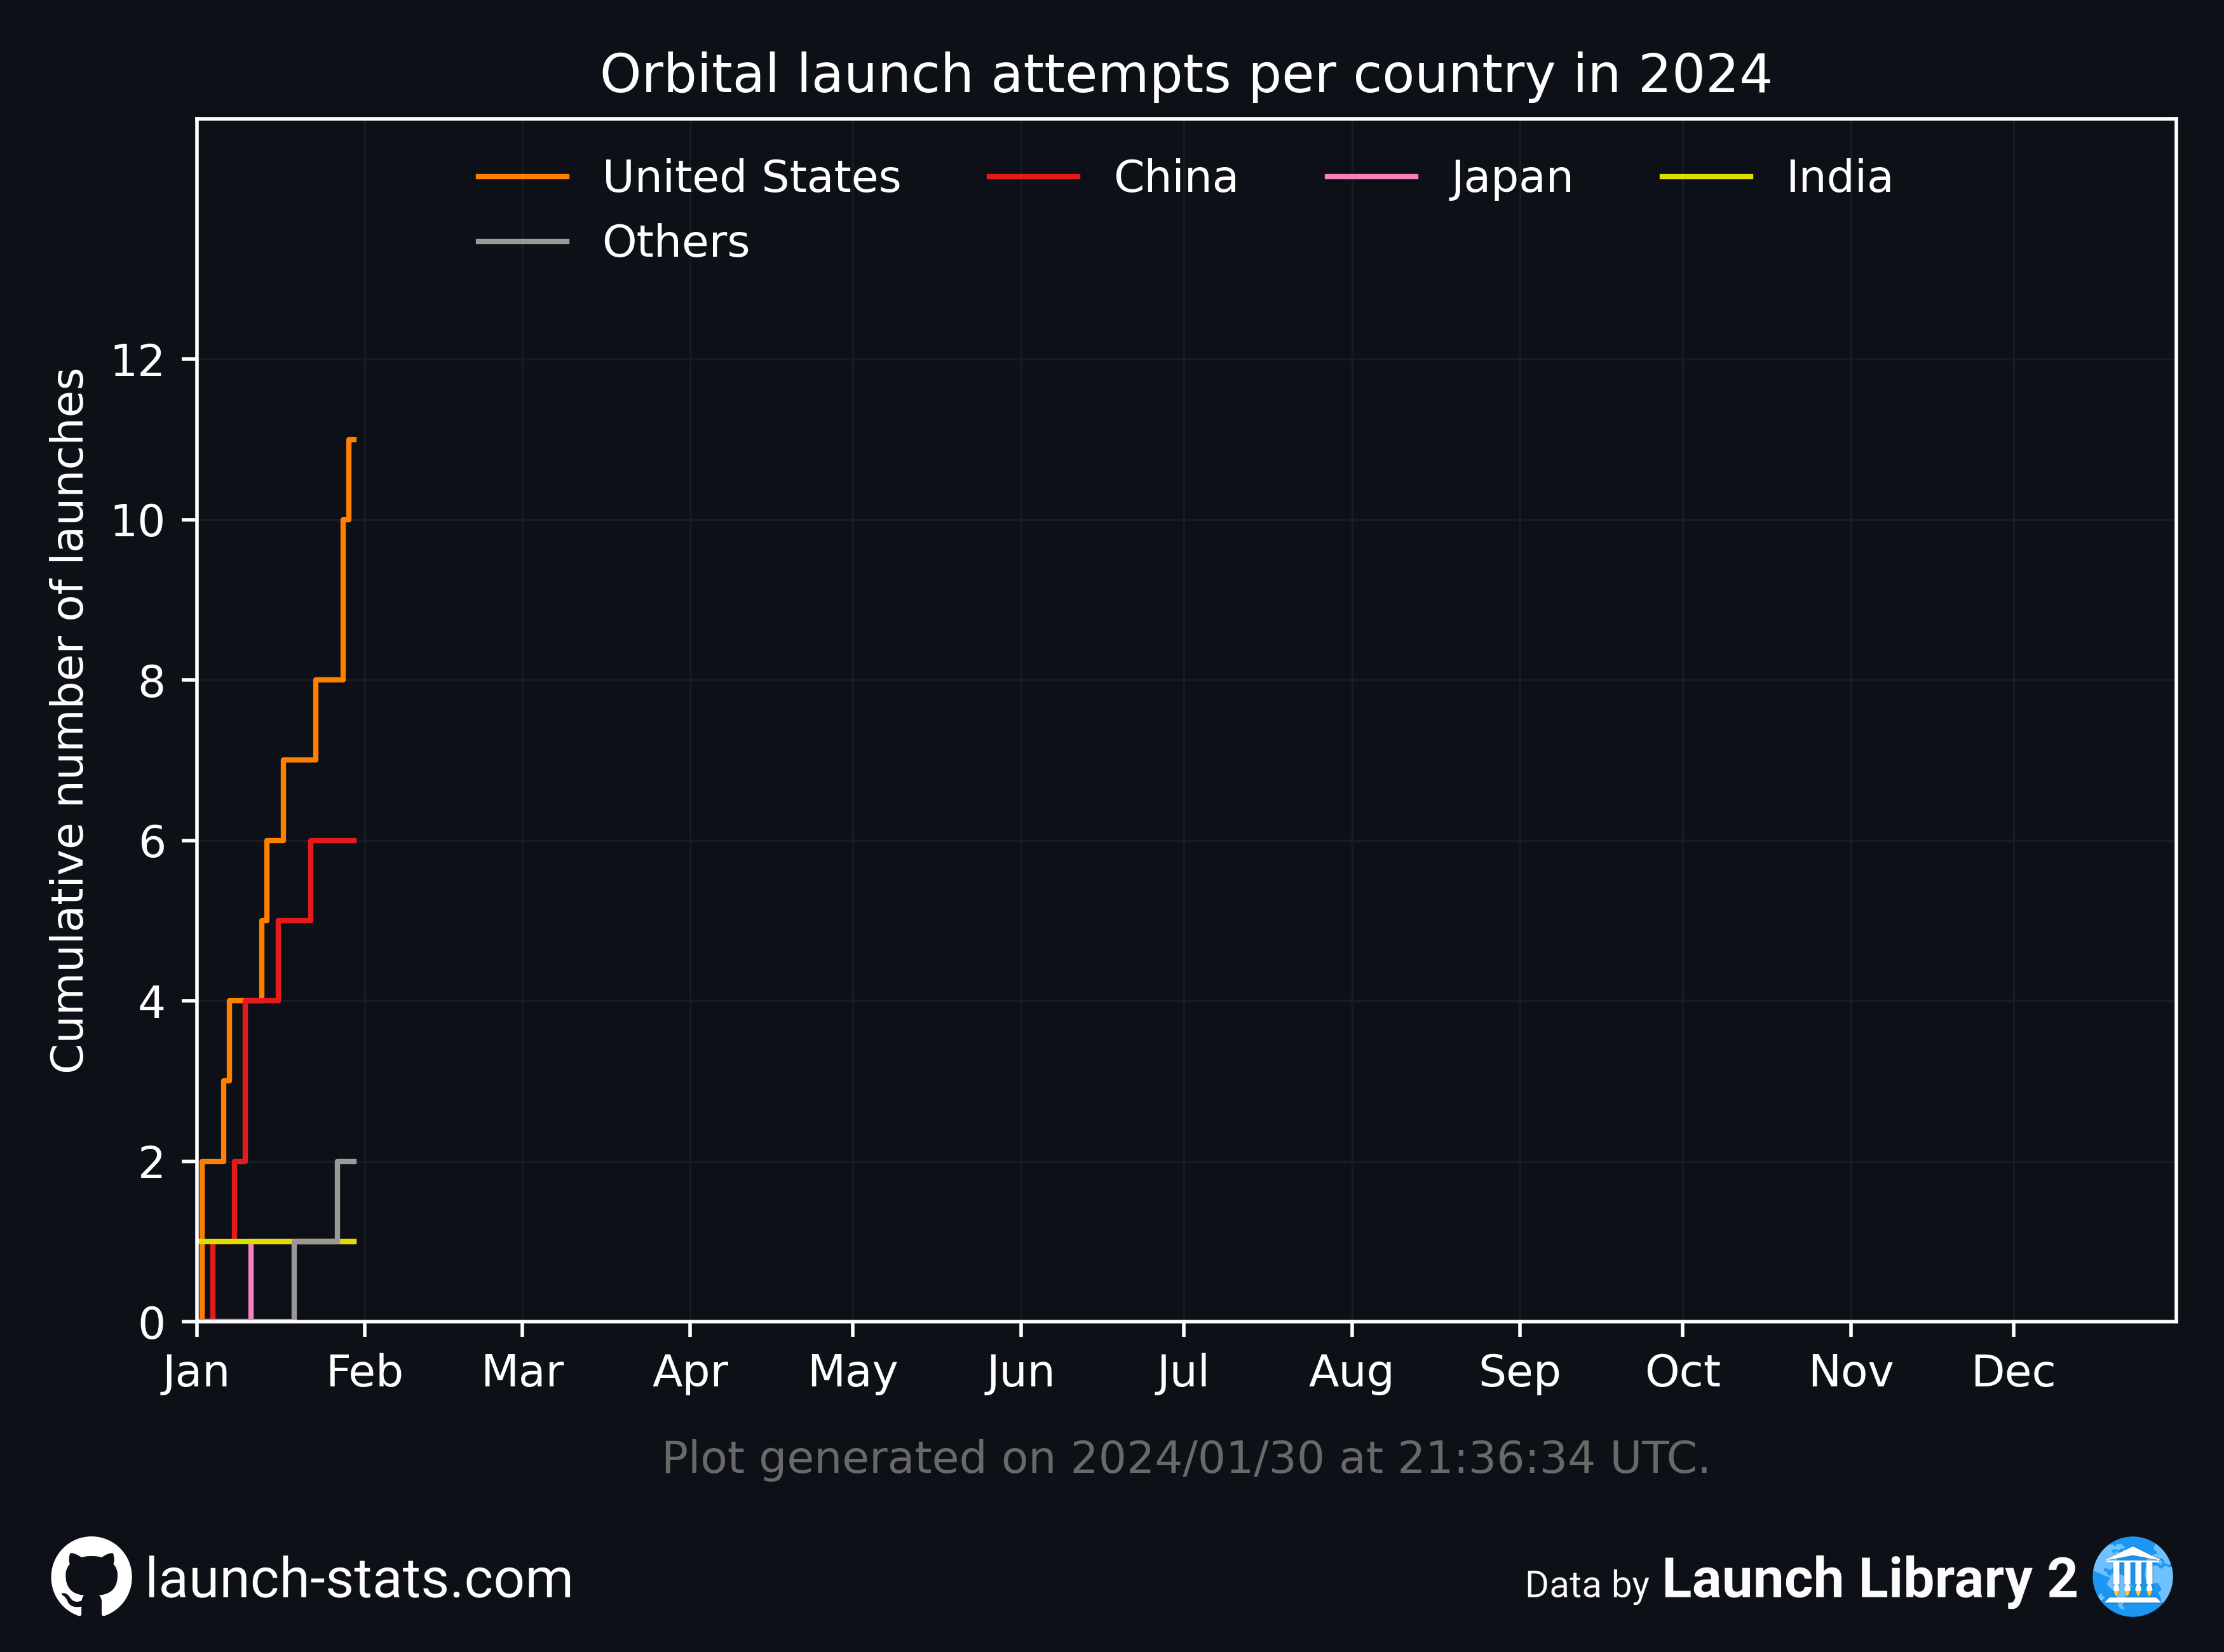 Orbital launch attempts per country in 2024
United States China Japan India
Others
Cumulative number of launches
12
10
8
6
4
2
0
Jan Feb Mar Apr May Jun Jul Aug Sep Oct Nov Dec
Plot generated on 2024/01/30 at 21:36:34 UTC.
launch-stats.com
Data by Launch Library 2